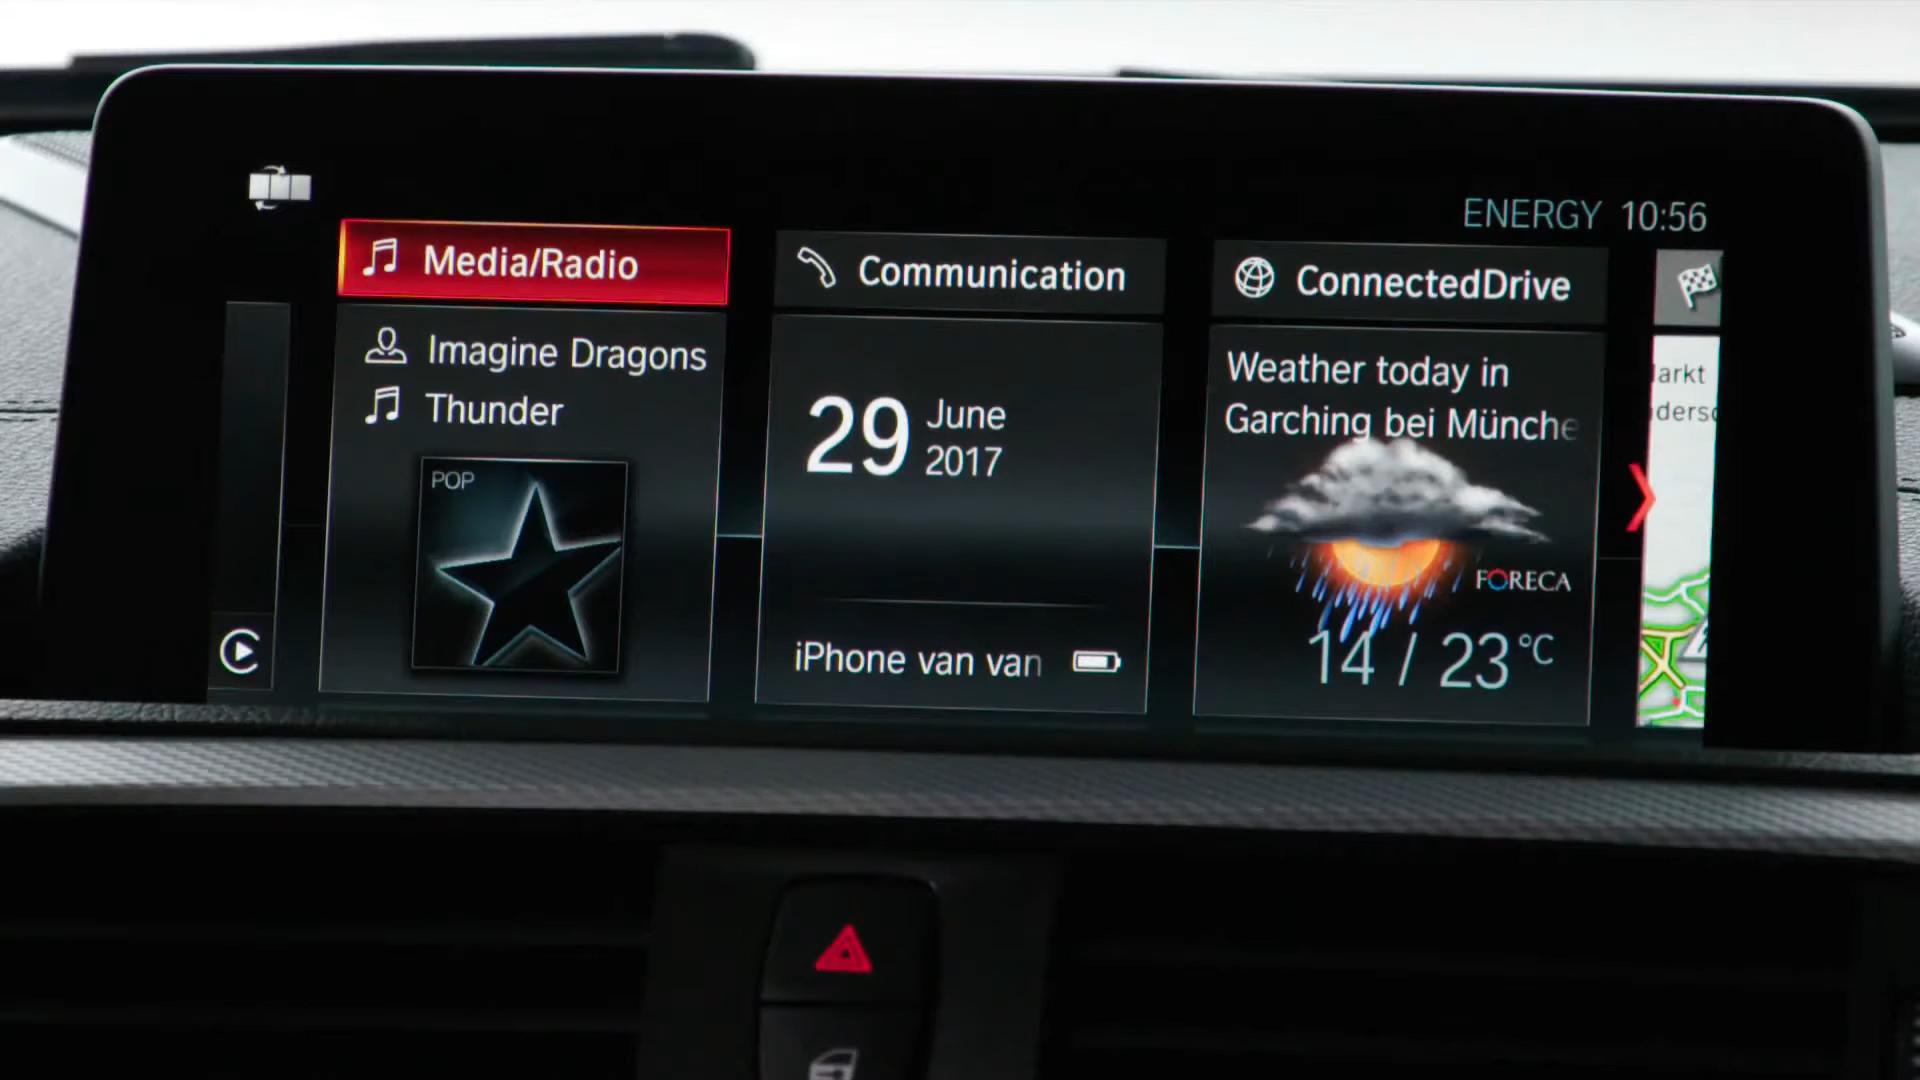 ENERGY 10:56
Media/Radio
Imagine Dragons
Thunder
POP
Communication
29 June
2017
iPhone van van
ConnectedDrive
Weather today in
Garching bei Münche
FORECA
14 / 23 °C
arkt
ders